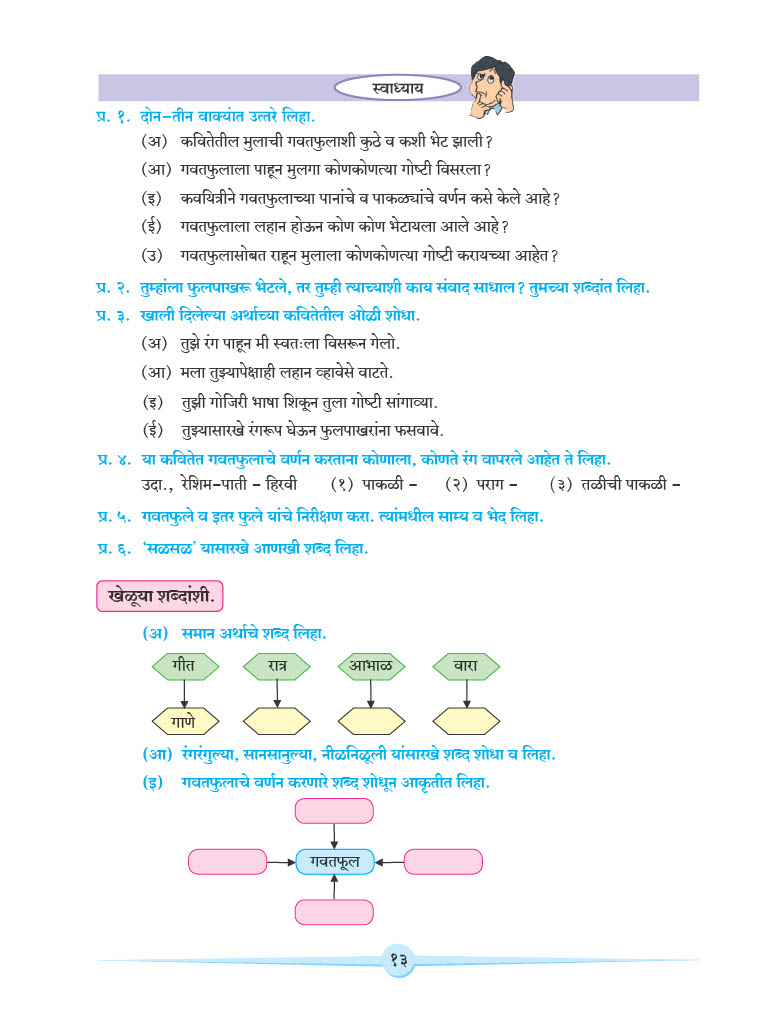 स्वाध्याय
प्र. १. दोन-तीन वाक्यांत उत्तरे लिहा.
(अ) कवितेतील मुलाची गवतफुलाशी कुठे व कशी भेट झाली?
(आ) गवतफुलाला पाहून मुलगा कोणकोणत्या गोष्टी विसरला?
(इ) कवयित्रीने गवतफुलाच्या पानांचे व पाकळ्यांचे वर्णन कसे केले आहे?
(ई) गवतफुलाला लहान होऊन कोण कोण भेटायला आले आहे?
(उ) गवतफुलासोबत राहून मुलाला कोणकोणत्या गोष्टी करायच्या आहेत?
प्र. २. तुम्हांला फुलपाखरू भेटले, तर तुम्ही त्याच्याशी काय संवाद साधाल? तुमच्या शब्दांत लिहा.
प्र. ३. खाली दिलेल्या अर्थाच्या कवितेतील ओळी शोधा.
(अ) तुझे रंग पाहून मी स्वतःला विसरून गेलो.
(आ) मला तुझ्यापेक्षाही लहान व्हावेसे वाटते.
(इ) तुझी गोजिरी भाषा शिकून तुला गोष्टी सांगाव्या.
(ई) तुझ्यासारखे रंगरूप घेऊन फुलपाखरांना फसवावे.
प्र. ४. या कवितेत गवतफुलाचे वर्णन करताना कोणाला, कोणते रंग वापरले आहेत ते लिहा.
उदा., रेशिम-पाती - हिरवी (१) पाकळी - (२) पराग - (३) तळीची पाकळी -
प्र. ५. गवतफुले व इतर फुले यांचे निरीक्षण करा. त्यांमधील साम्य व भेद लिहा.
प्र. ६. ‘सळसळ’ यासारखे आणखी शब्द लिहा.
खेळूया शब्दांशी.
(अ) समान अर्थाचे शब्द लिहा.
गीत रात्र आभाळ वारा
गाणे
(आ) रंगरंगुल्या, सानसानुल्या, नीळनिळूली यांसारखे शब्द शोधा व लिहा.
(इ) गवतफुलाचे वर्णन करणारे शब्द शोधून आकृतीत लिहा.
गवतफूल
१३